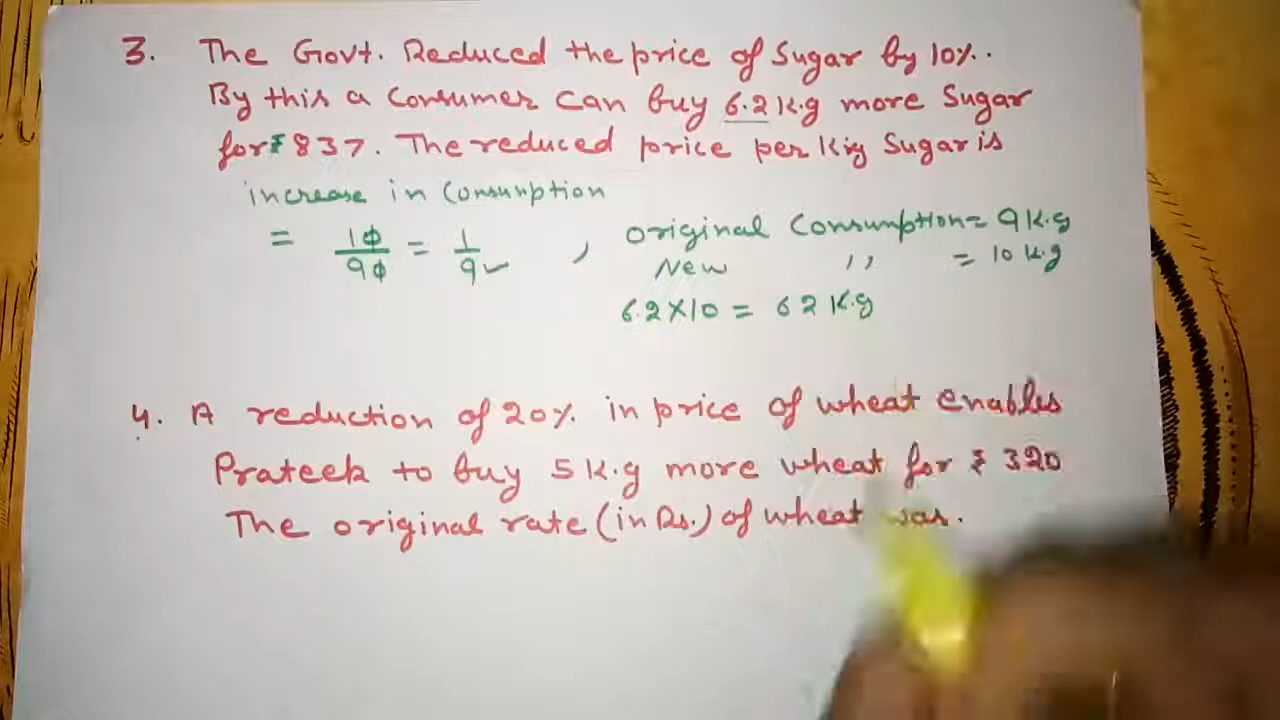 3. The Govt. Reduced the price of Sugar by 10%.
By this a Consumer Can buy 6.2 K.g more Sugar
for ₹ 837. The reduced price per Kg Sugar is
increase in Consumption
= 10/90 = 1/9 , original Consumption = 9 K.g
New ,, = 10 K.g
6.2 X 10 = 62 K.g
4. A reduction of 20% in price of wheat enables
Prateek to buy 5 K.g more wheat for ₹ 320
The original rate (in Rs.) of wheat was.